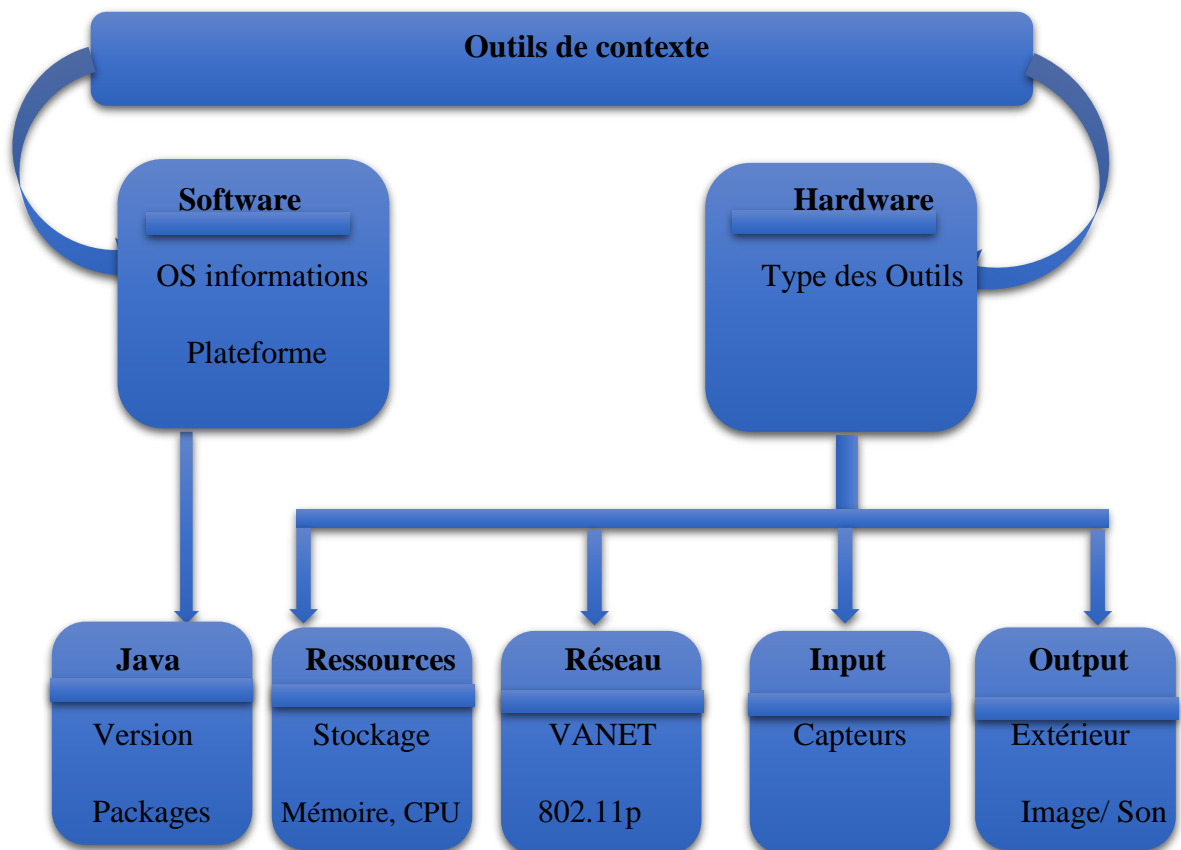 Outils de contexte
Software
OS informations
Plateforme
Hardware
Type des Outils
Java
Version
Packages
Ressources
Stockage
Mémoire, CPU
Réseau
VANET
802.11p
Input
Capteurs
Output
Extérieur
Image/ Son